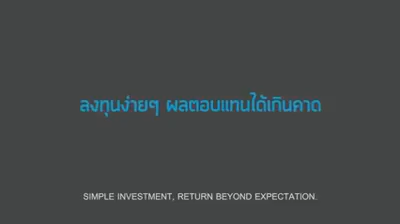 ลงทุนง่ายๆ ผลตอบแทนได้เกินคาด
SIMPLE INVESTMENT, RETURN BEYOND EXPECTATION.